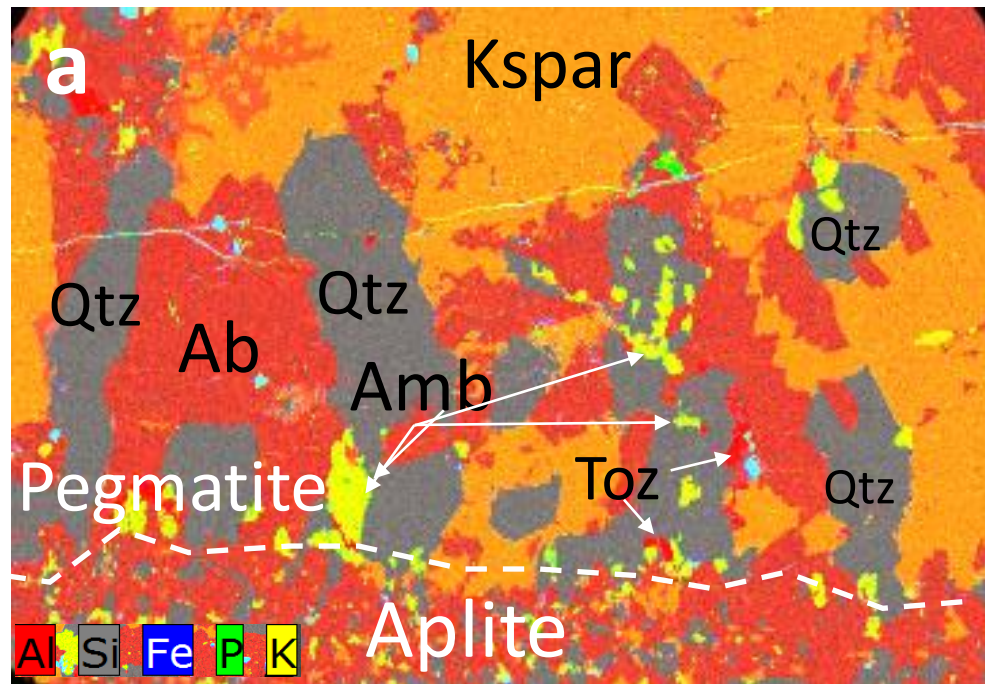 a
Kspar
Qtz
Qtz
Qtz
Ab
Amb
Toz
Qtz
Pegmatite
Aplite
Al Si Fe P K